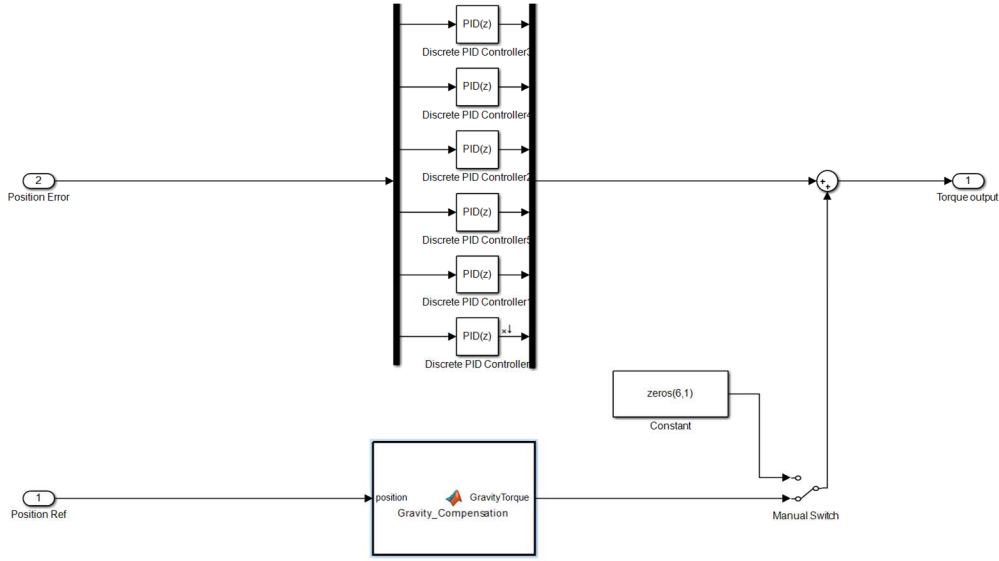 PID(z)
Discrete PID Controller3
PID(z)
Discrete PID Controller4
PID(z)
Discrete PID Controller2
PID(z)
Discrete PID Controller5
PID(z)
Discrete PID Controller1
PID(z)
Discrete PID Controller
2
Position Error
+
+
1
Torque output
zeros(6,1)
Constant
1
Position Ref
position
GravityTorque
Gravity_Compensation
Manual Switch